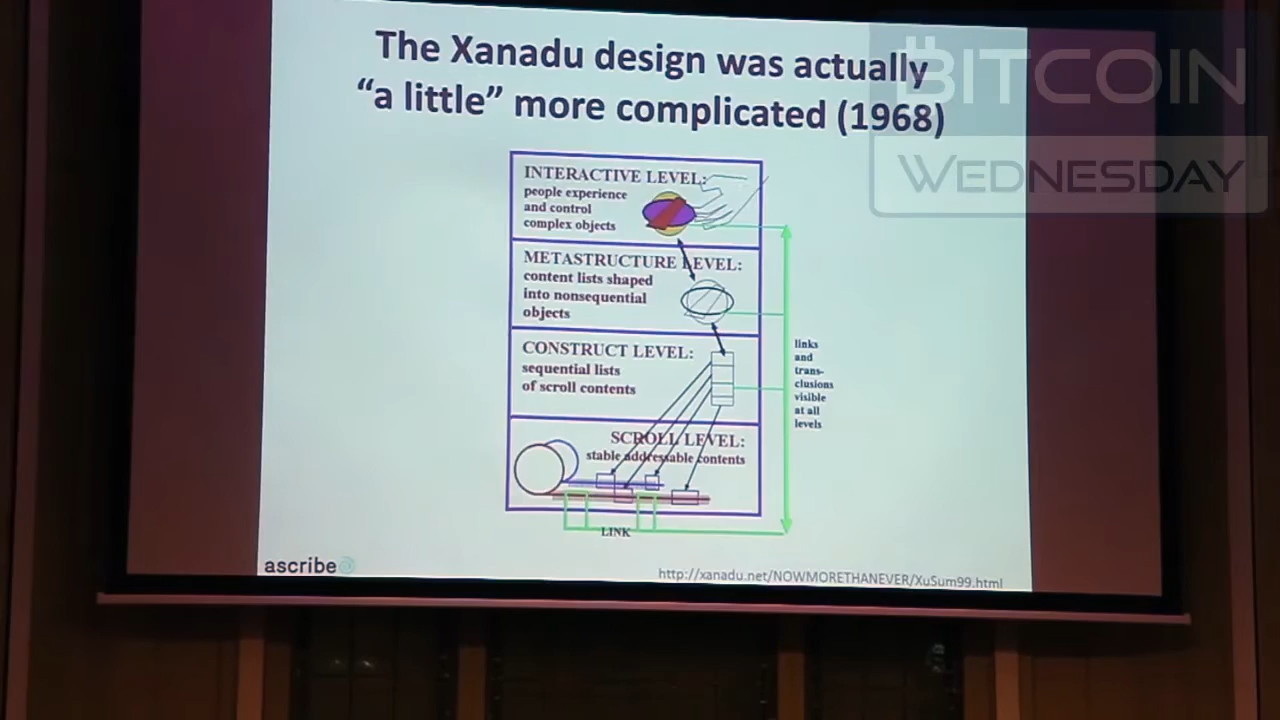 The Xanadu design was actually
“a little” more complicated (1968)
BITCOIN
WEDNESDAY
INTERACTIVE LEVEL:
people experience
and control
complex objects
METASTRUCTURE LEVEL:
content lists shaped
into nonsequential
objects
CONSTRUCT LEVEL:
sequential lists
of scroll contents
SCROLL LEVEL:
stable addressable contents
LINK
links
and
trans-
clusions
visible
at all
levels
ascribe
http://xanadu.net/NOWMORETHANEVER/XuSum99.html